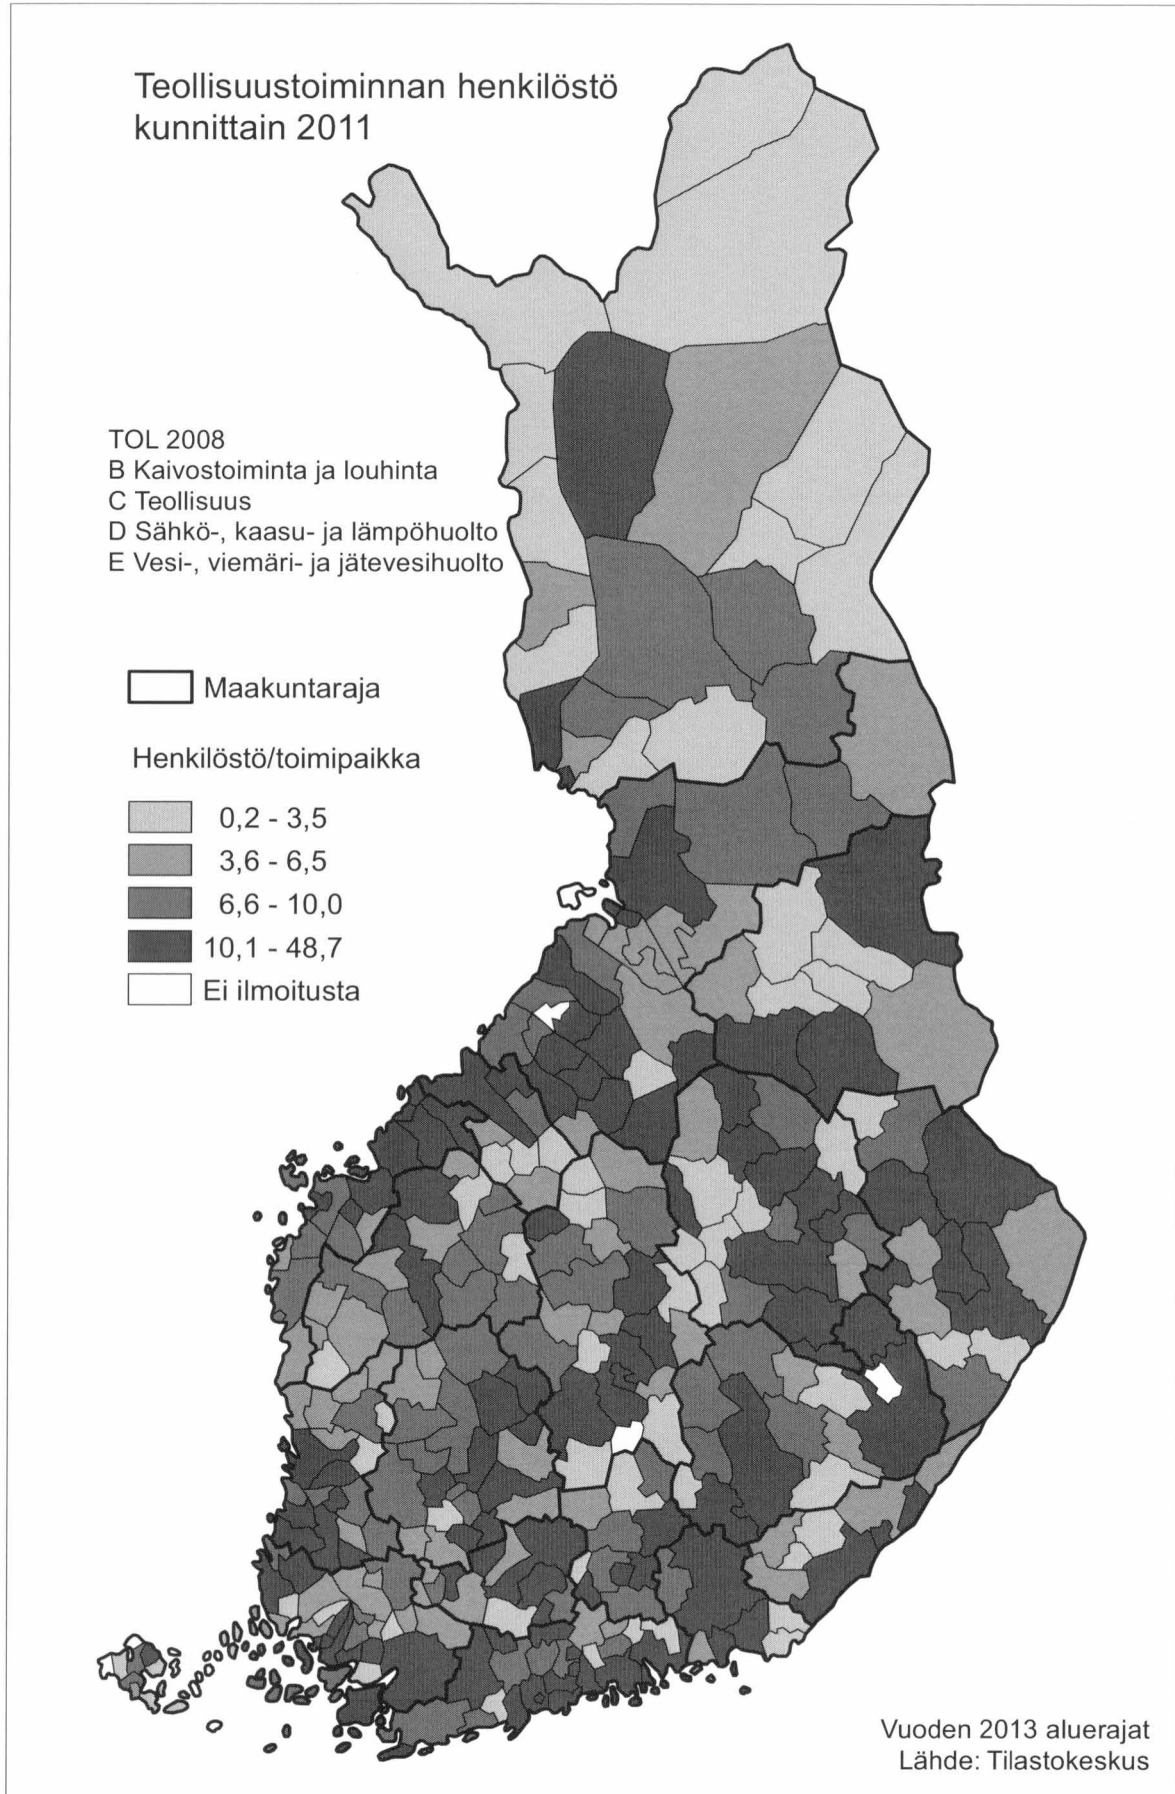 Teollisuustoiminnan henkilöstö
kunnittain 2011
TOL 2008
B Kaivostoiminta ja louhinta
C Teollisuus
D Sähkö-, kaasu- ja lämpöhuolto
E Vesi-, viemäri- ja jätevesihuolto
Maakuntaraja
Henkilöstö/toimipaikka
0,2 - 3,5
3,6 - 6,5
6,6 - 10,0
10,1 - 48,7
Ei ilmoitusta
Vuoden 2013 aluerajat
Lähde: Tilastokeskus